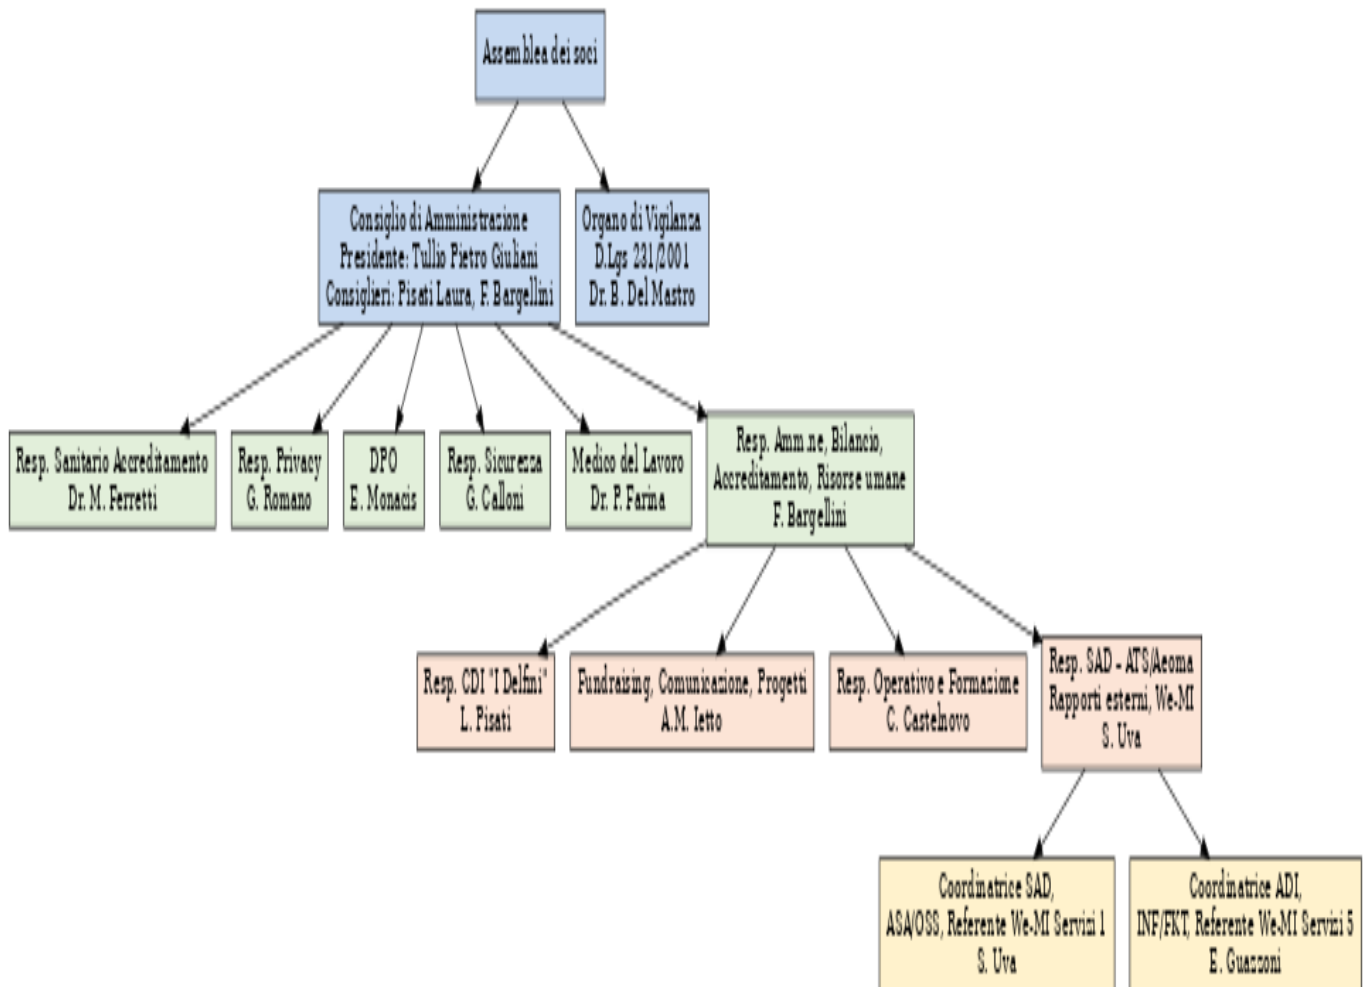 Assemblea dei soci
Consiglio di Amministrazione
Presidente: Tullio Pietro Giuliani
Consiglieri: Pisati Laura, F. Bargellini
Organo di Vigilanza
D.Lgs 231/2001
Dr. B. Del Mastro
Resp. Sanitario Accreditamento
Dr. M. Ferretti
Resp. Privacy
G. Romano
DPO
E. Monacis
Resp. Sicurezza
G. Calloni
Medico del Lavoro
Dr. P. Farina
Resp. Amm.ne, Bilancio,
Accreditamento, Risorse umane
F. Bargellini
Resp. CDI "I Delfini"
L. Pisati
Fundraising, Comunicazione, Progetti
A.M. Ietto
Resp. Operativo e Formazione
C. Castelnovo
Resp. SAD - ATS/Aeoma
Rapporti esterni, We-MI
S. Uva
Coordinatrice SAD,
ASA/OSS, Referente We-MI Servizi 1
S. Uva
Coordinatrice ADI,
INF/FKT, Referente We-MI Servizi 5
E. Guazzoni